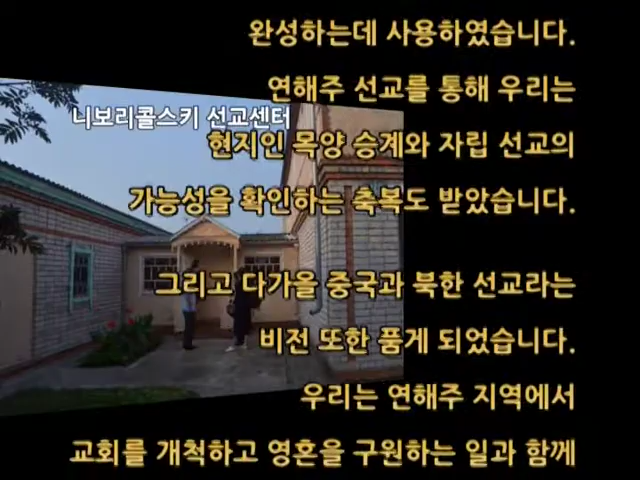 완성하는데 사용하였습니다.
연해주 선교를 통해 우리는
니보리콜스키 선교센터
현지인 목양 승계와 자립 선교의
가능성을 확인하는 축복도 받았습니다.
그리고 다가올 중국과 북한 선교라는
비전 또한 품게 되었습니다.
우리는 연해주 지역에서
교회를 개척하고 영혼을 구원하는 일과 함께